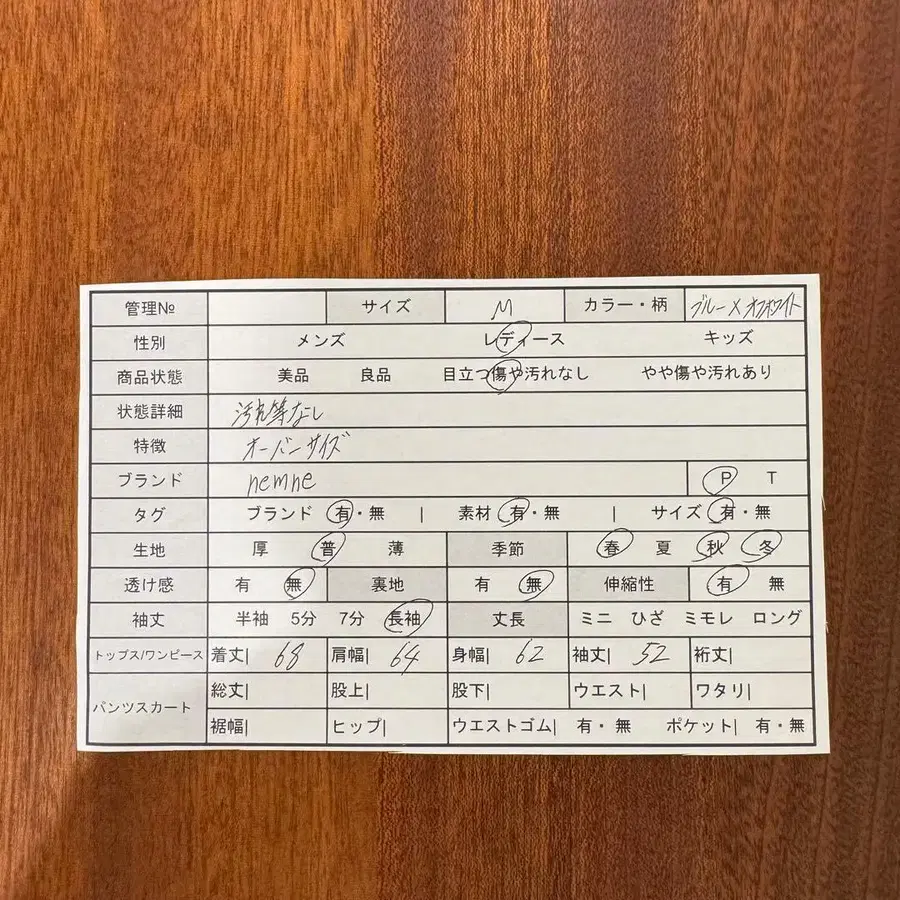 管理№ サイズ M カラー・柄 ブルー×オフホワイト
性別 メンズ レディース キッズ
商品状態 美品 良品 目立つ傷や汚れなし やや傷や汚れあり
状態詳細 汚れ等なし
特徴 オーバーサイズ
ブランド nemne P T
タグ ブランド 有・無 | 素材 有・無 | サイズ 有・無
生地 厚 普 薄 季節 春 夏 秋 冬
透け感 有 無 裏地 有 無 伸縮性 有 無
袖丈 半袖 5分 7分 長袖 丈長 ミニ ひざ ミモレ ロング
トップス/ワンピース 着丈| 68 肩幅| 64 身幅| 62 袖丈| 52 裄丈|
パンツスカート 総丈| 股上| 股下| ウエスト| ワタリ|
裾幅| ヒップ| ウエストゴム| 有・無 ポケット| 有・無